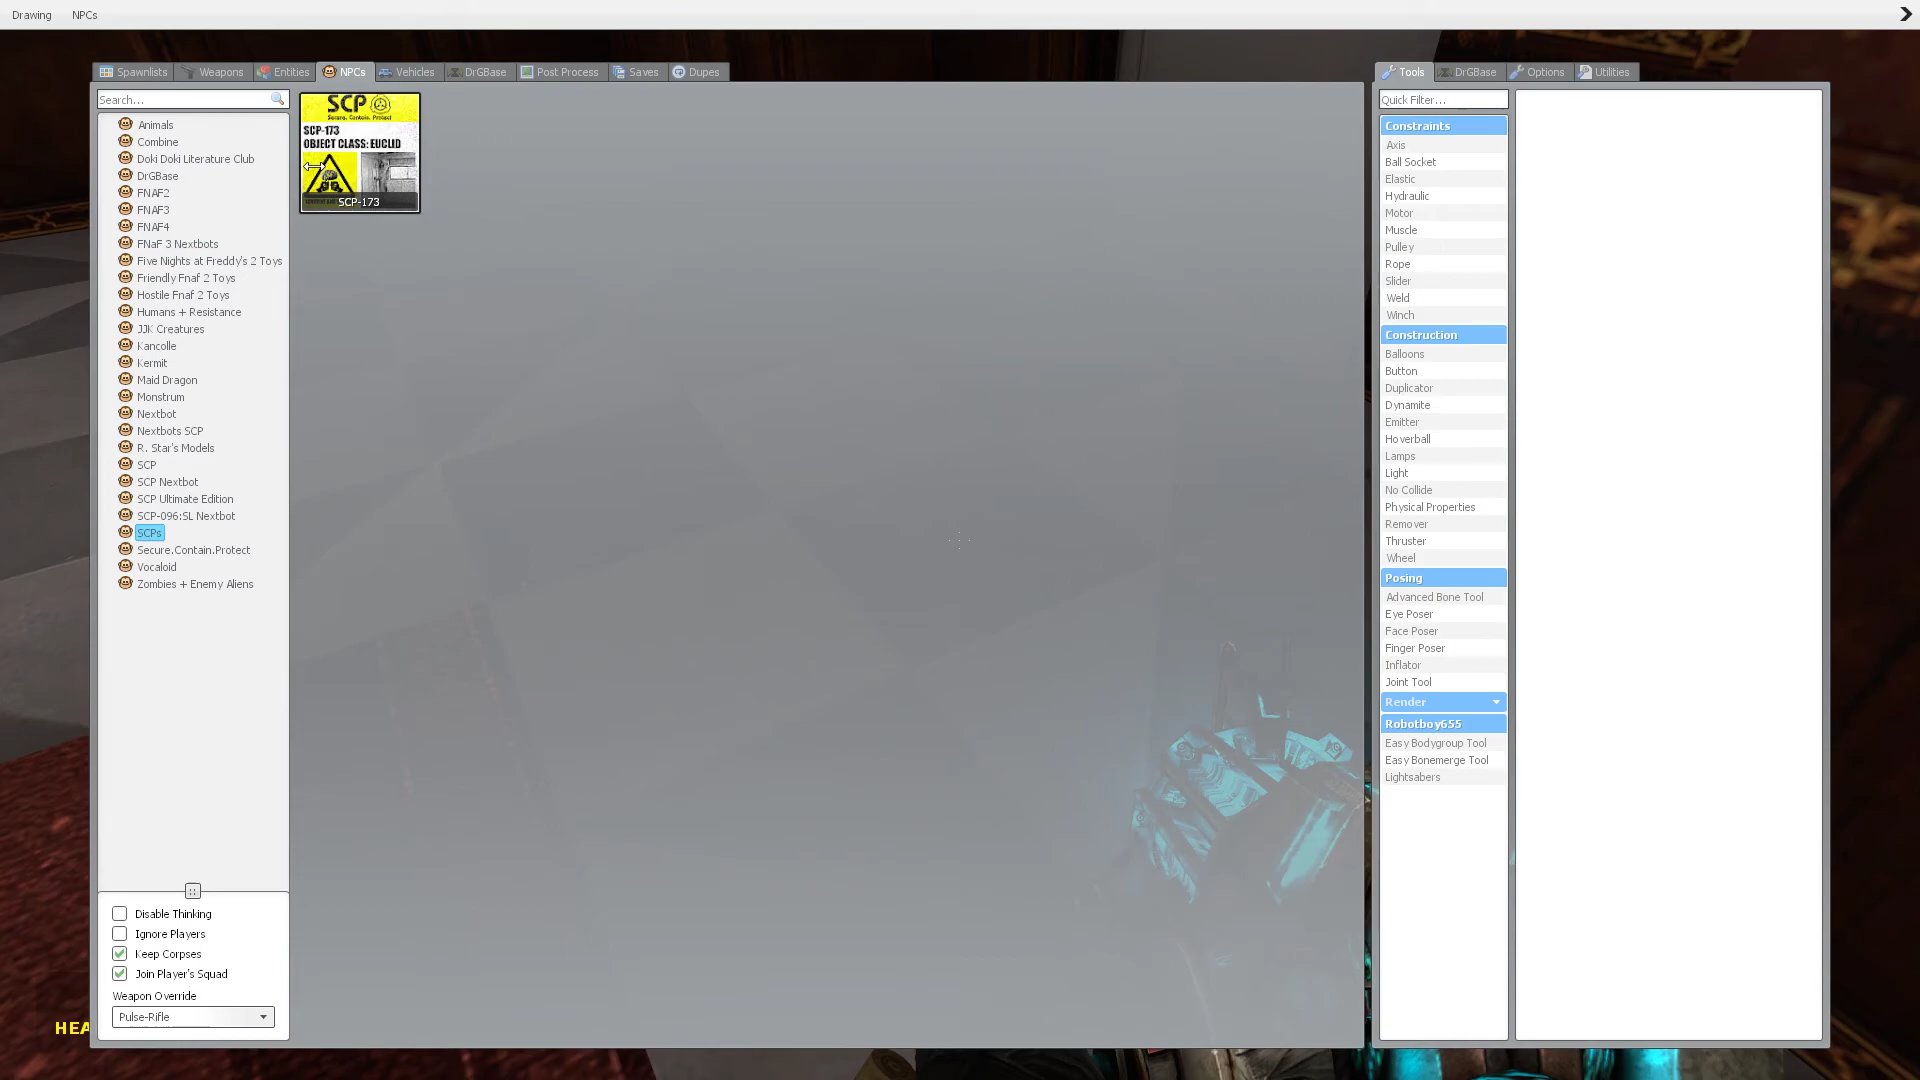 Drawing NPCs
Spawnlists Weapons Entities NPCs Vehicles DrGBase Post Process Saves Dupes
Tools DrGBase Options Utilities
Search...
Animals
Combine
Doki Doki Literature Club
DrGBase
FNAF2
FNAF3
FNAF4
FNaF 3 Nextbots
Five Nights at Freddy's 2 Toys
Friendly Fnaf 2 Toys
Hostile Fnaf 2 Toys
Humans + Resistance
JJK Creatures
Kancolle
Kermit
Maid Dragon
Monstrum
Nextbot
Nextbots SCP
R. Star's Models
SCP
SCP Nextbot
SCP Ultimate Edition
SCP-096:SL Nextbot
SCPs
Secure.Contain.Protect
Vocaloid
Zombies + Enemy Aliens
Disable Thinking
Ignore Players
Keep Corpses
Join Player's Squad
Weapon Override
Pulse-Rifle
HEA
SCP
Secure. Contain. Protect
SCP-173
OBJECT CLASS: EUCLID
SCP-173
Quick Filter...
Constraints
Axis
Ball Socket
Elastic
Hydraulic
Motor
Muscle
Pulley
Rope
Slider
Weld
Winch
Construction
Balloons
Button
Duplicator
Dynamite
Emitter
Hoverball
Lamps
Light
No Collide
Physical Properties
Remover
Thruster
Wheel
Posing
Advanced Bone Tool
Eye Poser
Face Poser
Finger Poser
Inflator
Joint Tool
Render
Robotboy655
Easy Bodygroup Tool
Easy Bonemerge Tool
Lightsabers